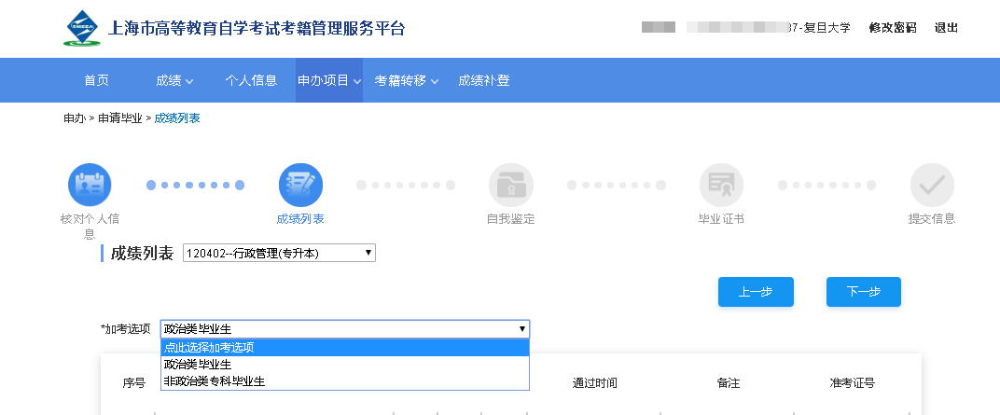 上海市高等教育自学考试考籍管理服务平台
37-复旦大学 修改密码 退出
首页 成绩 个人信息 申办项目 考籍转移 成绩补登
申办 > 申请毕业 > 成绩列表
核对个人信
息
成绩列表
自我鉴定
毕业证书
提交信息
成绩列表 120402--行政管理(专升本)
上一步 下一步
*加考选项 政治类毕业生
点此选择加考选项
政治类毕业生
非政治类专科毕业生
序号 通过时间 备注 准考证号